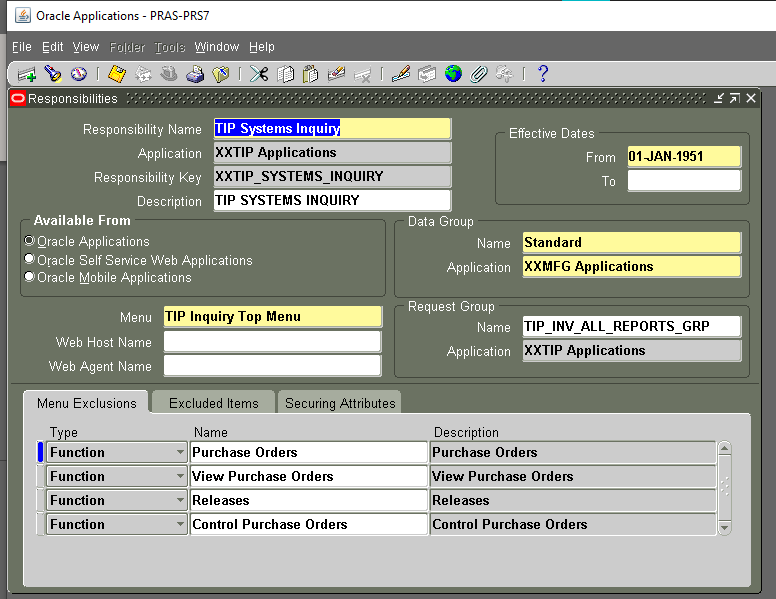 Oracle Applications - PRAS-PRS7
File Edit View Folder Tools Window Help
Responsibilities
Responsibility Name TIP Systems Inquiry
Application XXTIP Applications
Responsibility Key XXTIP_SYSTEMS_INQUIRY
Description TIP SYSTEMS INQUIRY
Effective Dates
From 01-JAN-1951
To
Available From
Oracle Applications
Oracle Self Service Web Applications
Oracle Mobile Applications
Data Group
Name Standard
Application XXMFG Applications
Menu TIP Inquiry Top Menu
Web Host Name
Web Agent Name
Request Group
Name TIP_INV_ALL_REPORTS_GRP
Application XXTIP Applications
Menu Exclusions Excluded Items Securing Attributes
Type Name Description
Function Purchase Orders Purchase Orders
Function View Purchase Orders View Purchase Orders
Function Releases Releases
Function Control Purchase Orders Control Purchase Orders